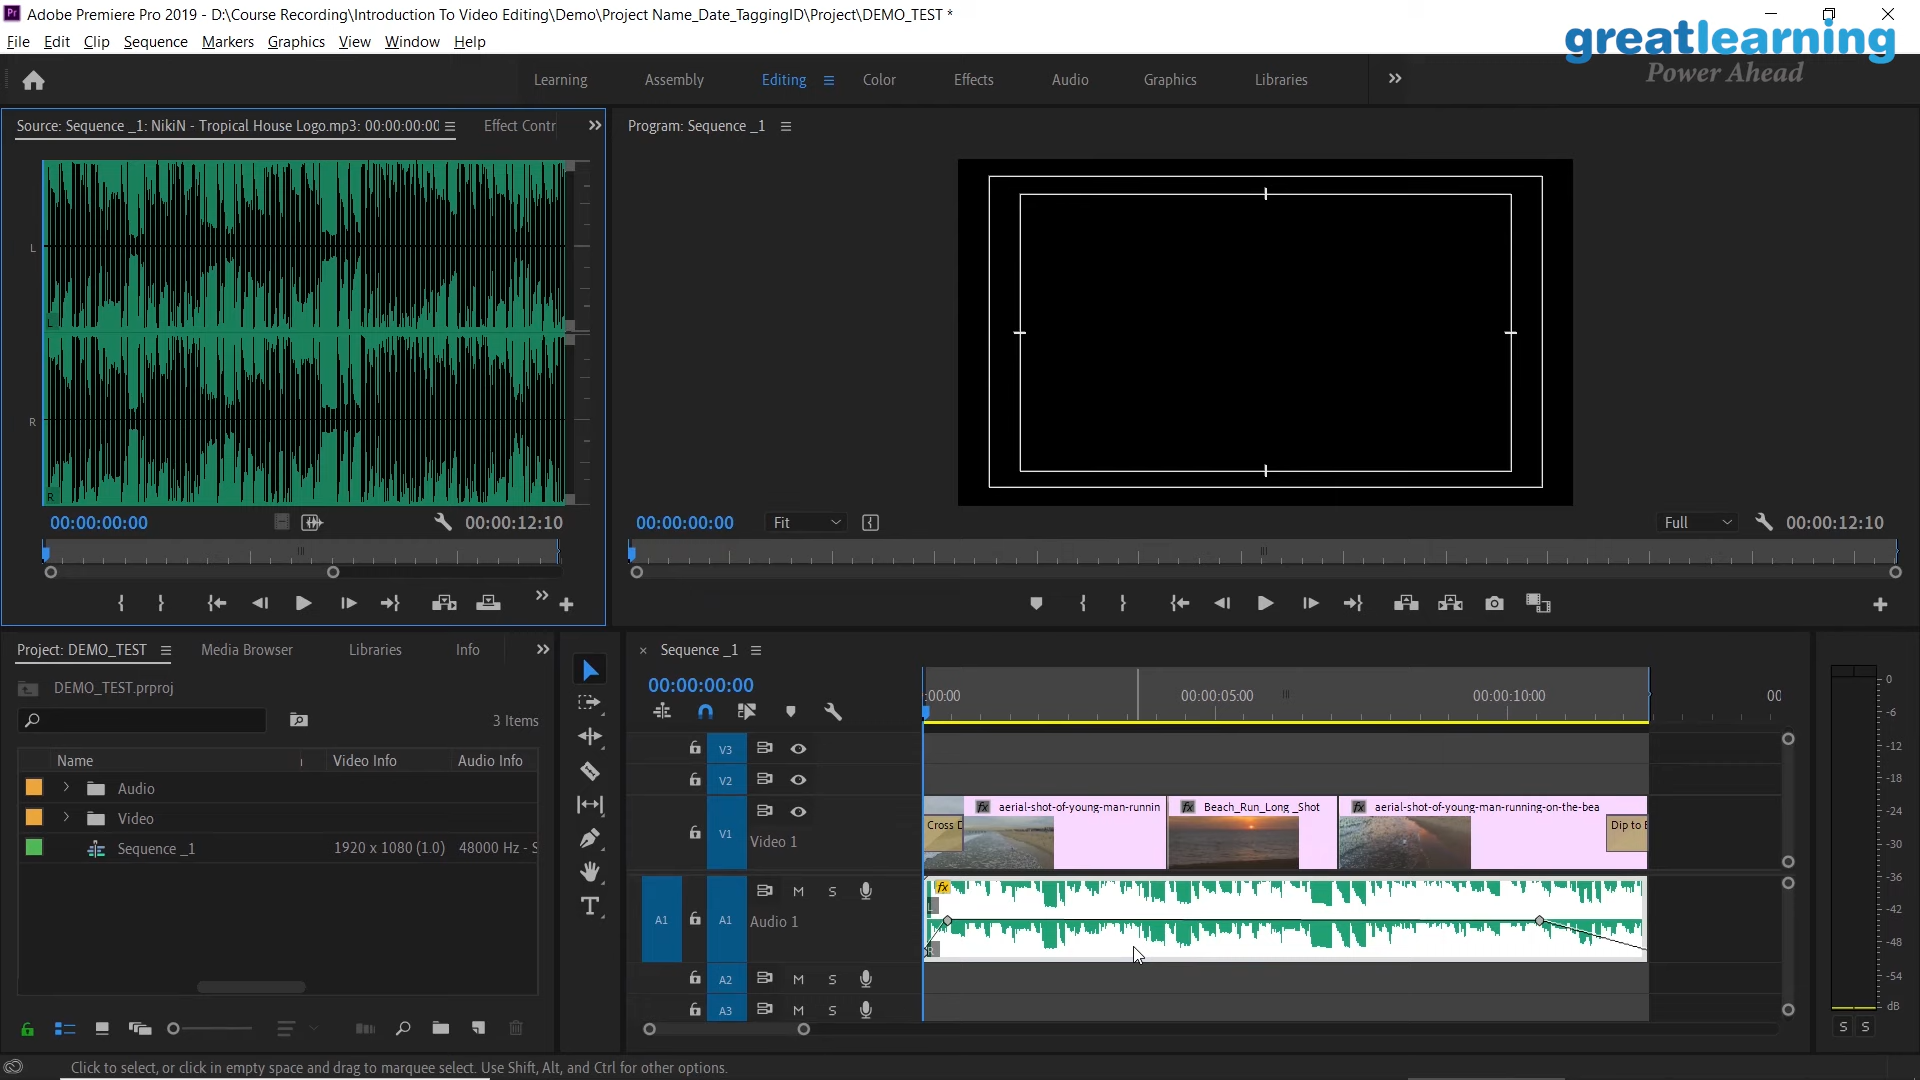 Adobe Premiere Pro 2019 - D:\Course Recording\Introduction To Video Editing\Demo\Project Name_Date_TaggingID\Project\DEMO_TEST *
File Edit Clip Sequence Markers Graphics View Window Help
greatlearning
Power Ahead
Learning Assembly Editing Color Effects Audio Graphics Libraries
Source: Sequence _1: NikiN - Tropical House Logo.mp3: 00:00:00:00 Effect Contr
Program: Sequence _1
L
L
R
R
00:00:00:00 00:00:12:10
00:00:00:00 Fit Full 00:00:12:10
Project: DEMO_TEST Media Browser Libraries Info
DEMO_TEST.prproj
3 Items
Name Video Info Audio Info
Audio
Video
Sequence _1 1920 x 1080 (1.0) 48000 Hz - S
Sequence _1
00:00:00:00
:00:00 00:00:05:00 00:00:10:00 00
V3
V2
V1 Video 1
aerial-shot-of-young-man-runnin Beach_Run_Long _Shot aerial-shot-of-young-man-running-on-the-bea
Cross D Dip to B
A1 A1 M S
Audio 1
fx
L
R
A2 M S
A3 M S
0
-6
-12
-18
-24
-30
-36
-42
-48
-54
dB
S S
Click to select, or click in empty space and drag to marquee select. Use Shift, Alt, and Ctrl for other options.